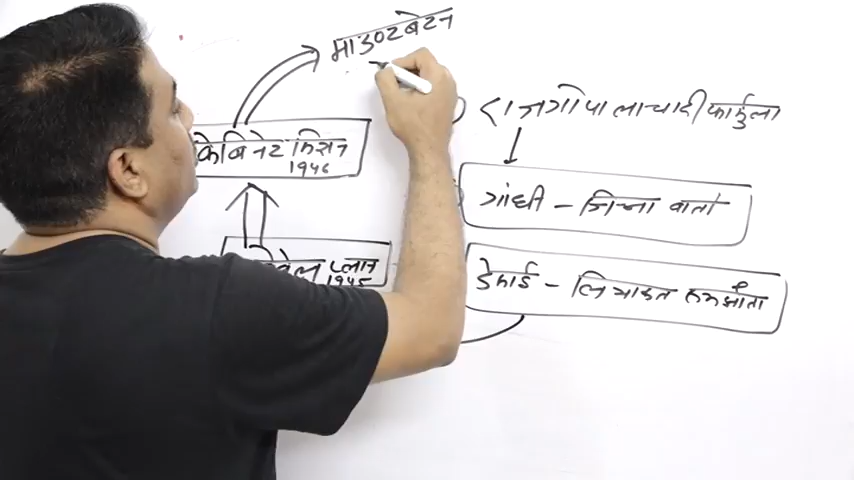 माउंटबेटन
राजगोपालाचारी फार्मुला
केबिनेट मिशन
1946
गांधी - जिन्ना वार्ता
वेवेल प्लान
1945
देसाई - लियाकत समझौता